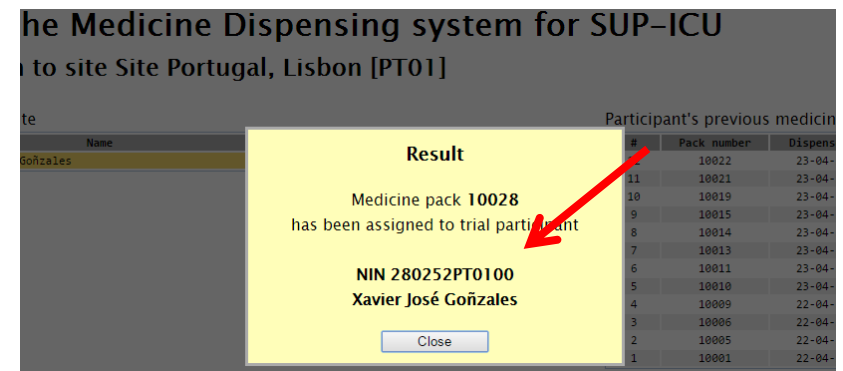 he Medicine Dispensing system for SUP-ICU
to site Site Portugal, Lisbon [PT01]
te
Participant's previous medicin
Name
Goñzales
Result
Medicine pack 10028
has been assigned to trial participant
NIN 280252PT0100
Xavier José Goñzales
Close
# Pack number Dispens
10022 23-04-
11 10021 23-04-
10 10019 23-04-
9 10015 23-04-
8 10014 23-04-
7 10013 23-04-
6 10011 23-04-
5 10010 23-04-
4 10009 22-04-
3 10006 22-04-
2 10005 22-04-
1 10001 22-04-